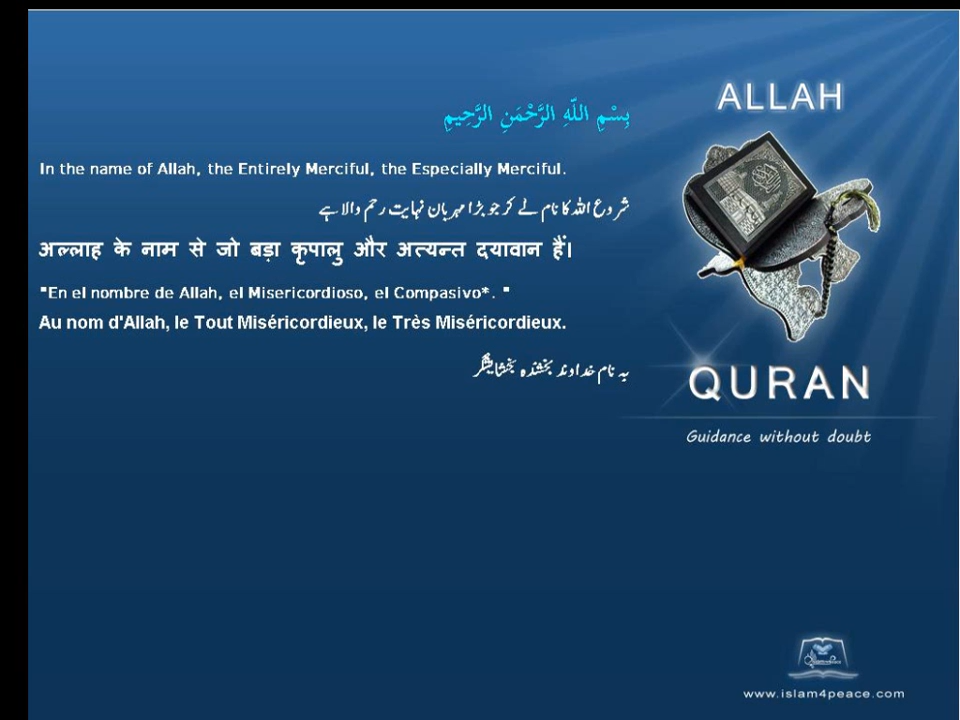 بِسْمِ اللّهِ الرَّحْمَنِ الرَّحِيمِ
In the name of Allah, the Entirely Merciful, the Especially Merciful.
شروع الله کا نام لے کر جو بڑا مہربان نہایت رحم والا ہے
अल्लाह के नाम से जो बड़ा कृपालु और अत्यन्त दयावान हैं।
"En el nombre de Allah, el Misericordioso, el Compasivo*. "
Au nom d'Allah, le Tout Miséricordieux, le Très Miséricordieux.
به نام خداوند بخشنده بخشایشگر
ALLAH
QURAN
Guidance without doubt
www.islam4peace.com